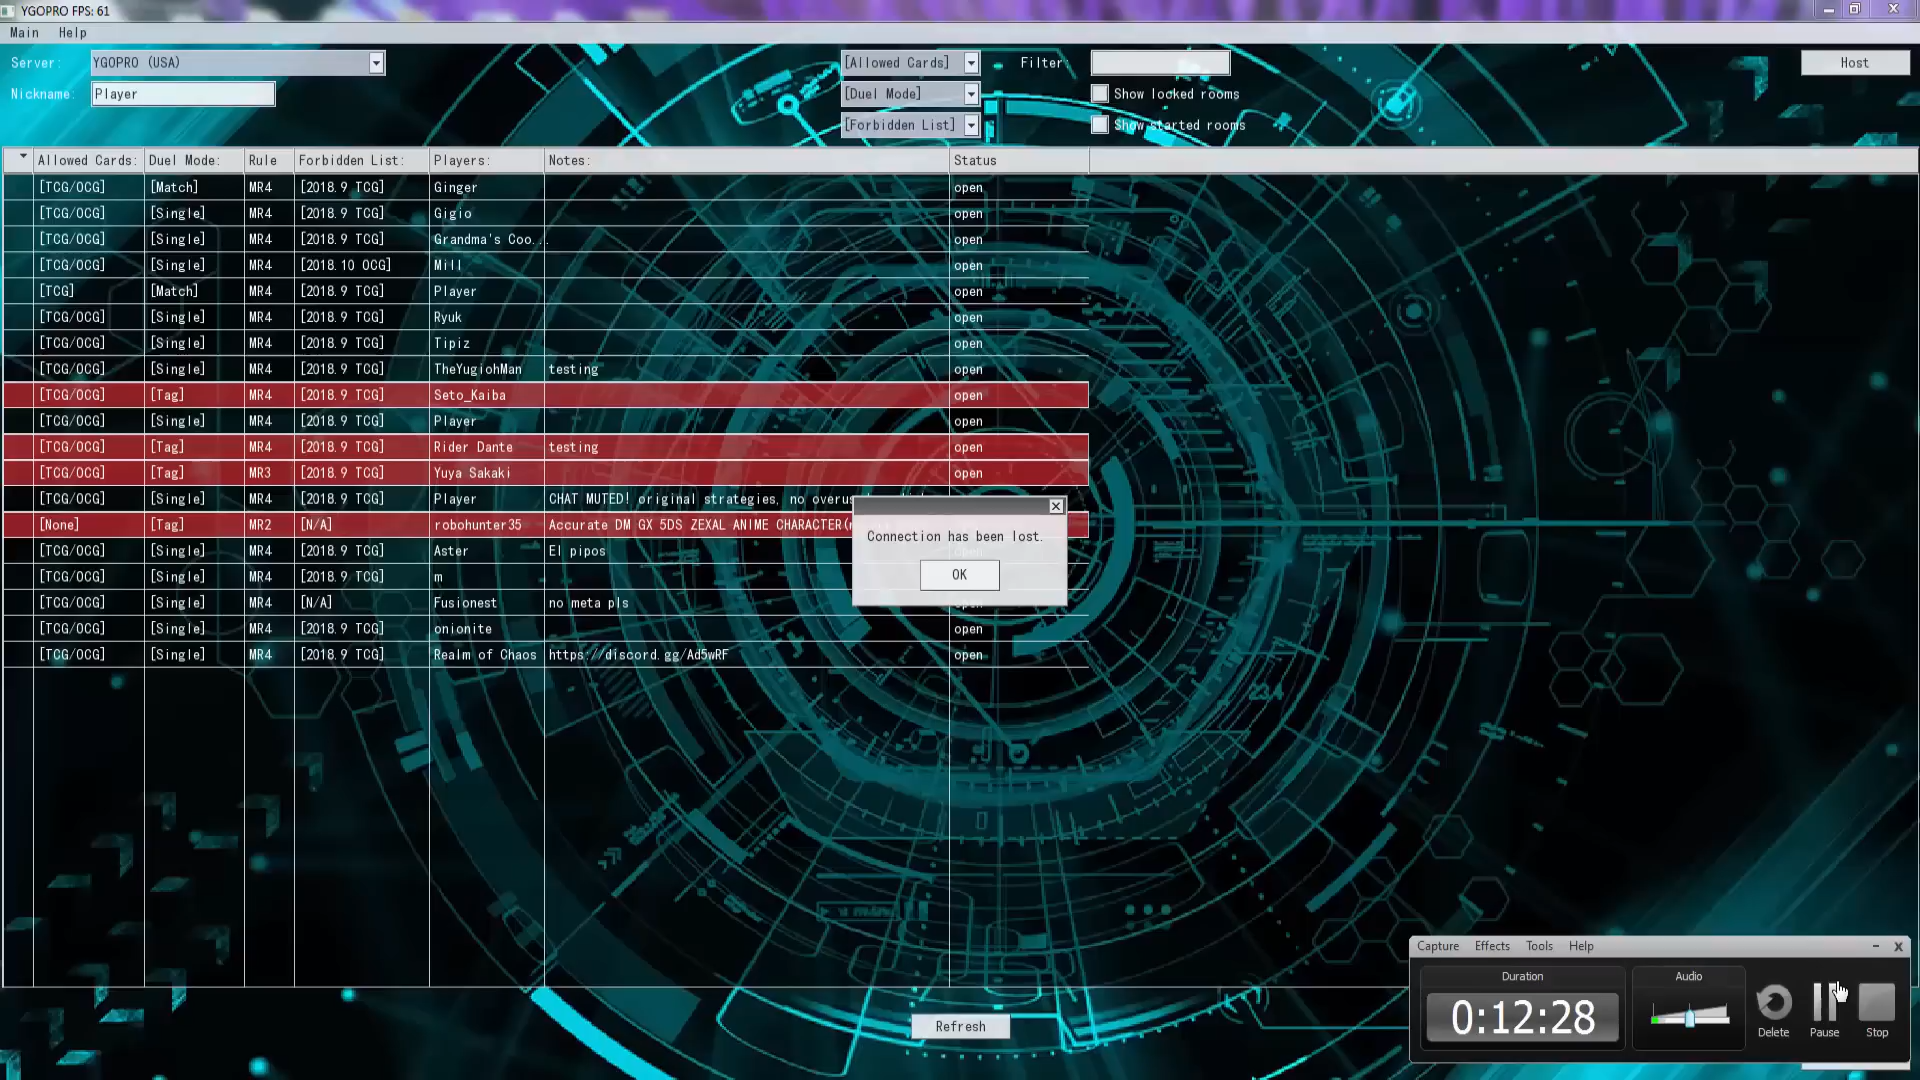 YGOPRO FPS: 61
Main Help
Server: YGOPRO (USA) [Allowed Cards] Filter: Host
Nickname: Player [Duel Mode] Show locked rooms
[Forbidden List] Show started rooms
Allowed Cards: Duel Mode: Rule Forbidden List: Players: Notes: Status
[TCG/OCG] [Match] MR4 [2018.9 TCG] Ginger open
[TCG/OCG] [Single] MR4 [2018.9 TCG] Gigio open
[TCG/OCG] [Single] MR4 [2018.9 TCG] Grandma's Coo... open
[TCG/OCG] [Single] MR4 [2018.10 OCG] Mill open
[TCG] [Match] MR4 [2018.9 TCG] Player open
[TCG/OCG] [Single] MR4 [2018.9 TCG] Ryuk open
[TCG/OCG] [Single] MR4 [2018.9 TCG] Tipiz open
[TCG/OCG] [Single] MR4 [2018.9 TCG] TheYugiohMan testing open
[TCG/OCG] [Tag] MR4 [2018.9 TCG] Seto_Kaiba open
[TCG/OCG] [Single] MR4 [2018.9 TCG] Player open
[TCG/OCG] [Tag] MR4 [2018.9 TCG] Rider Dante testing open
[TCG/OCG] [Tag] MR3 [2018.9 TCG] Yuya Sakaki open
[TCG/OCG] [Single] MR4 [2018.9 TCG] Player CHAT MUTED! original strategies, no
[None] [Tag] MR2 [N/A] robohunter35 Accurate DM GX 5DS ZEXAL ANIME CHARACTER(
[TCG/OCG] [Single] MR4 [2018.9 TCG] Aster El pipos
[TCG/OCG] [Single] MR4 [2018.9 TCG] m
[TCG/OCG] [Single] MR4 [N/A] Fusionest no meta pls
[TCG/OCG] [Single] MR4 [2018.9 TCG] onionite open
[TCG/OCG] [Single] MR4 [2018.9 TCG] Realm of Chaos https://discord.gg/Ad5wRF open
Connection has been lost.
OK
Refresh
Capture Effects Tools Help
Duration Audio
0:12:28
Delete Pause Stop